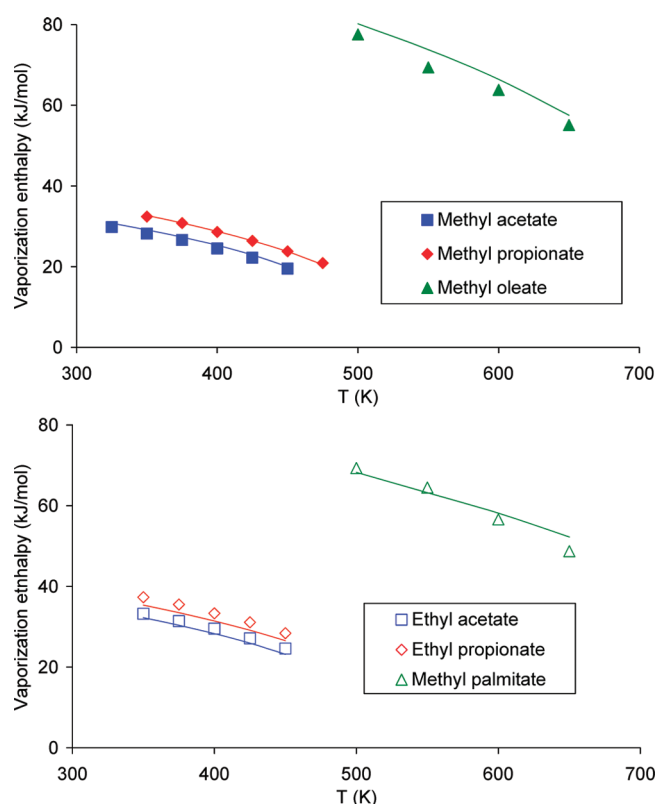 80
60
40
20
0
Vaporization enthalpy (kJ/mol)
Methyl acetate
Methyl propionate
Methyl oleate
300 400 500 600 700
T (K)
80
60
40
20
0
Vaporization etnhalpy (kJ/mol)
Ethyl acetate
Ethyl propionate
Methyl palmitate
300 400 500 600 700
T (K)